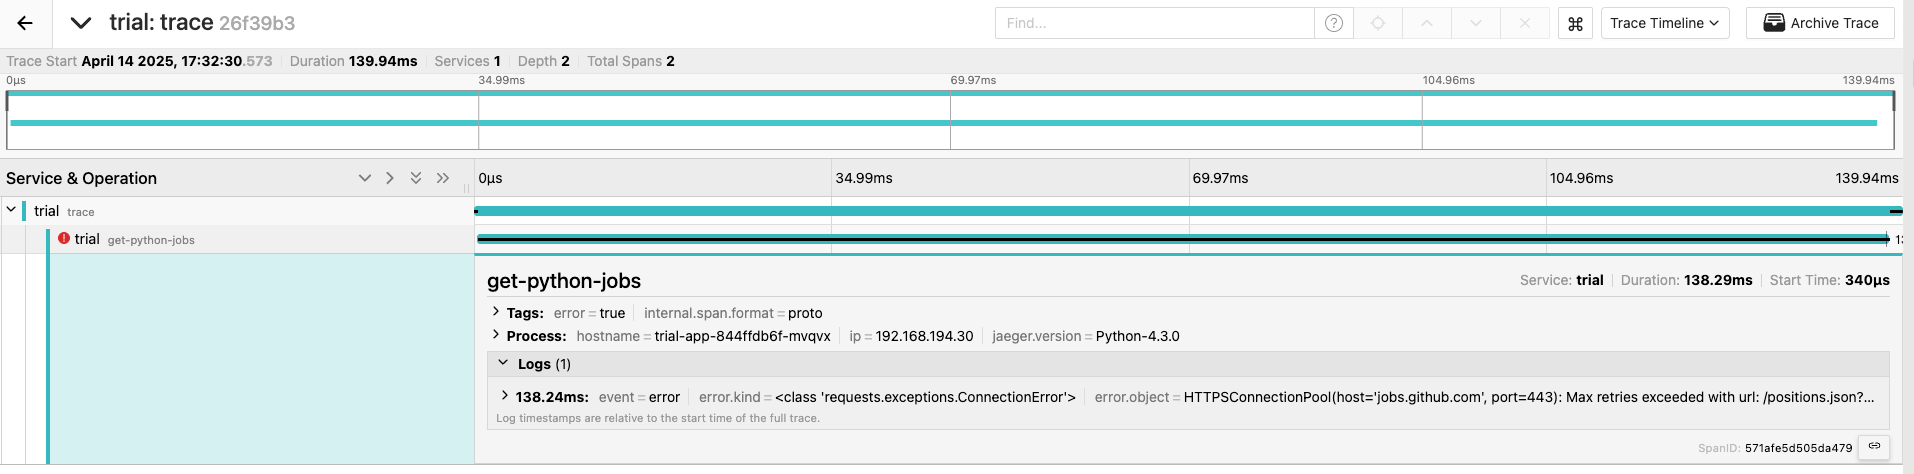 trial: trace 26f39b3 Find... ? ⌘ Trace Timeline Archive Trace
Trace Start April 14 2025, 17:32:30.573 Duration 139.94ms Services 1 Depth 2 Total Spans 2
0μs 34.99ms 69.97ms 104.96ms 139.94ms
Service & Operation 0μs 34.99ms 69.97ms 104.96ms 139.94ms
trial trace
! trial get-python-jobs
get-python-jobs Service: trial Duration: 138.29ms Start Time: 340μs
Tags: error = true internal.span.format = proto
Process: hostname = trial-app-844ffdb6f-mvqvx ip = 192.168.194.30 jaeger.version = Python-4.3.0
Logs (1)
138.24ms: event = error error.kind = <class 'requests.exceptions.ConnectionError'> error.object = HTTPSConnectionPool(host='jobs.github.com', port=443): Max retries exceeded with url: /positions.json?...
Log timestamps are relative to the start time of the full trace.
SpanID: 571afe5d505da479